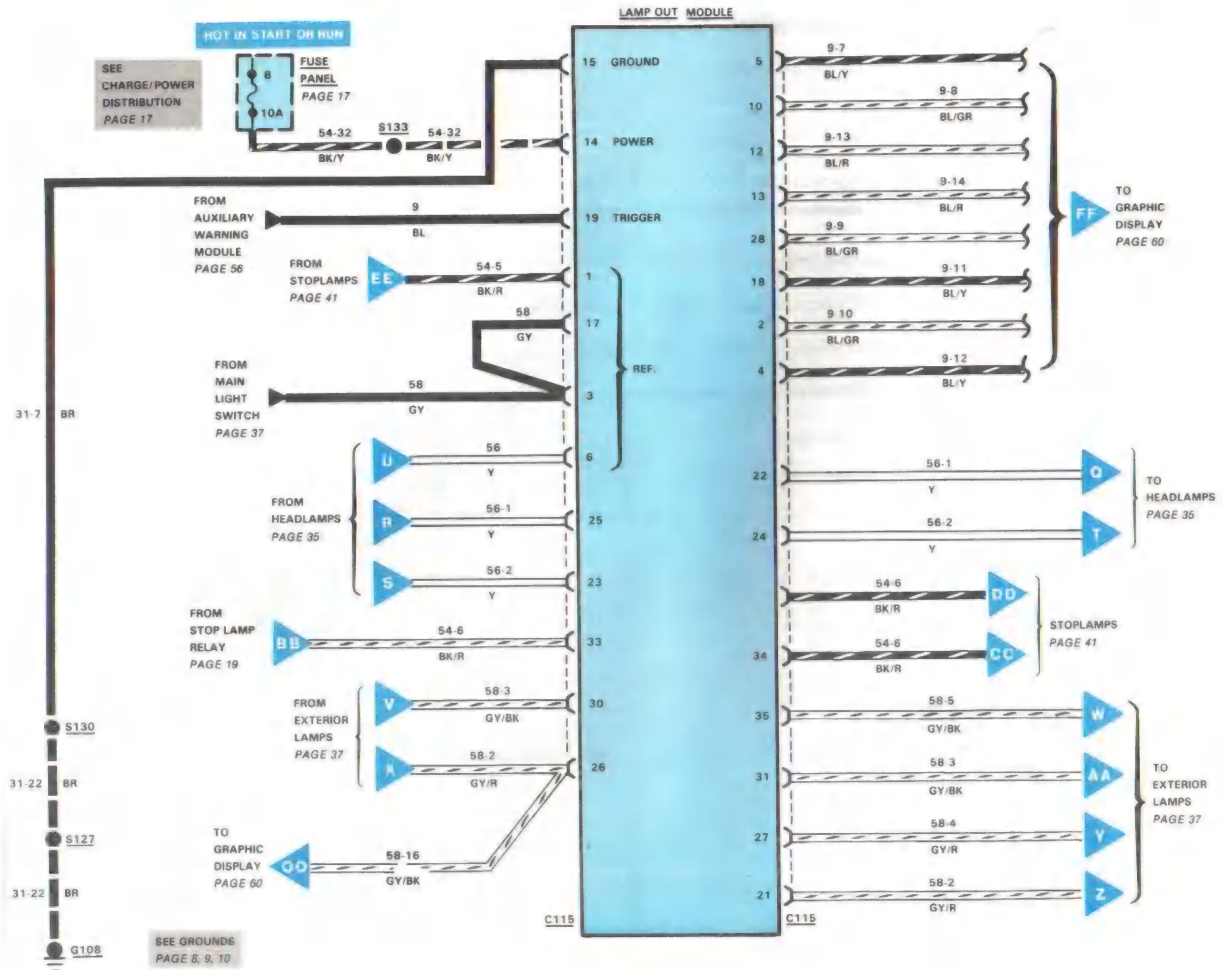 LAMP OUT MODULE
HOT IN START OR RUN
SEE
CHARGE/POWER
DISTRIBUTION
PAGE 17
8
10A
FUSE
PANEL
PAGE 17
54-32
BK/Y
S133
54-32
BK/Y
15 GROUND
14 POWER
FROM
AUXILIARY
WARNING
MODULE
PAGE 56
9
BL
19 TRIGGER
FROM
STOPLAMPS
PAGE 41
EE
54-5
BK/R
1
58
GY
17
REF.
FROM
MAIN
LIGHT
SWITCH
PAGE 37
58
GY
3
31-7 BR
FROM
HEADLAMPS
PAGE 35
U
56
Y
6
R
56-1
Y
25
S
56-2
Y
23
FROM
STOP LAMP
RELAY
PAGE 19
BB
54-6
BK/R
33
FROM
EXTERIOR
LAMPS
PAGE 37
V
58-3
GY/BK
30
58-2
GY/R
26
TO
GRAPHIC
DISPLAY
PAGE 60
58-16
GY/BK
S130
31-22 BR
S127
31-22 BR
G108
SEE GROUNDS
PAGE 8, 9, 10
C115
5
9-7
BL/Y
10
9-8
BL/GR
12
9-13
BL/R
13
9-14
BL/R
28
9-9
BL/GR
18
9-11
BL/Y
2
9-10
BL/GR
4
9-12
BL/Y
FF
TO
GRAPHIC
DISPLAY
PAGE 60
22
56-1
Y
Q
24
56-2
Y
T
TO
HEADLAMPS
PAGE 35
54-6
BK/R
DD
34
54-6
BK/R
CC
STOPLAMPS
PAGE 41
35
58-5
GY/BK
W
31
58-3
GY/BK
AA
27
58-4
GY/R
Y
21
58-2
GY/R
Z
TO
EXTERIOR
LAMPS
PAGE 37
C115